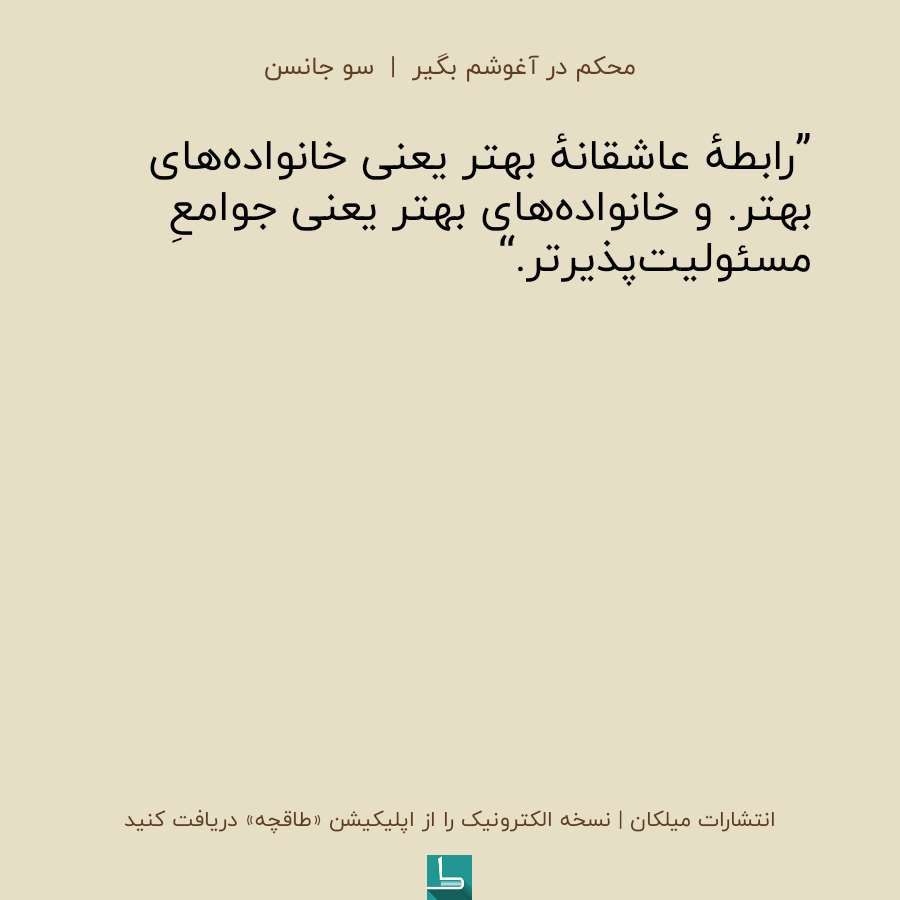 محکم در آغوشم بگیر | سو جانسن
”رابطهٔ عاشقانهٔ بهتر یعنی خانواده‌های
بهتر. و خانواده‌های بهتر یعنی جوامعِ
مسئولیت‌پذیرتر.“
انتشارات میلکان | نسخه الکترونیک را از اپلیکیشن «طاقچه» دریافت کنید